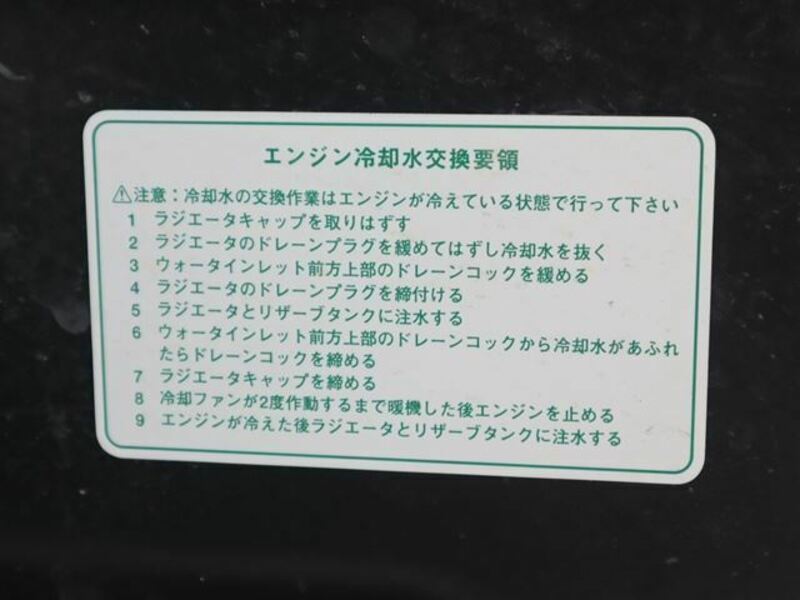 エンジン冷却水交換要領
⚠注意：冷却水の交換作業はエンジンが冷えている状態で行って下さい
1 ラジエータキャップを取りはずす
2 ラジエータのドレーンプラグを緩めてはずし冷却水を抜く
3 ウォータインレット前方上部のドレーンコックを緩める
4 ラジエータのドレーンプラグを締付ける
5 ラジエータとリザーブタンクに注水する
6 ウォータインレット前方上部のドレーンコックから冷却水があふれ
たらドレーンコックを締める
7 ラジエータキャップを締める
8 冷却ファンが2度作動するまで暖機した後エンジンを止める
9 エンジンが冷えた後ラジエータとリザーブタンクに注水する